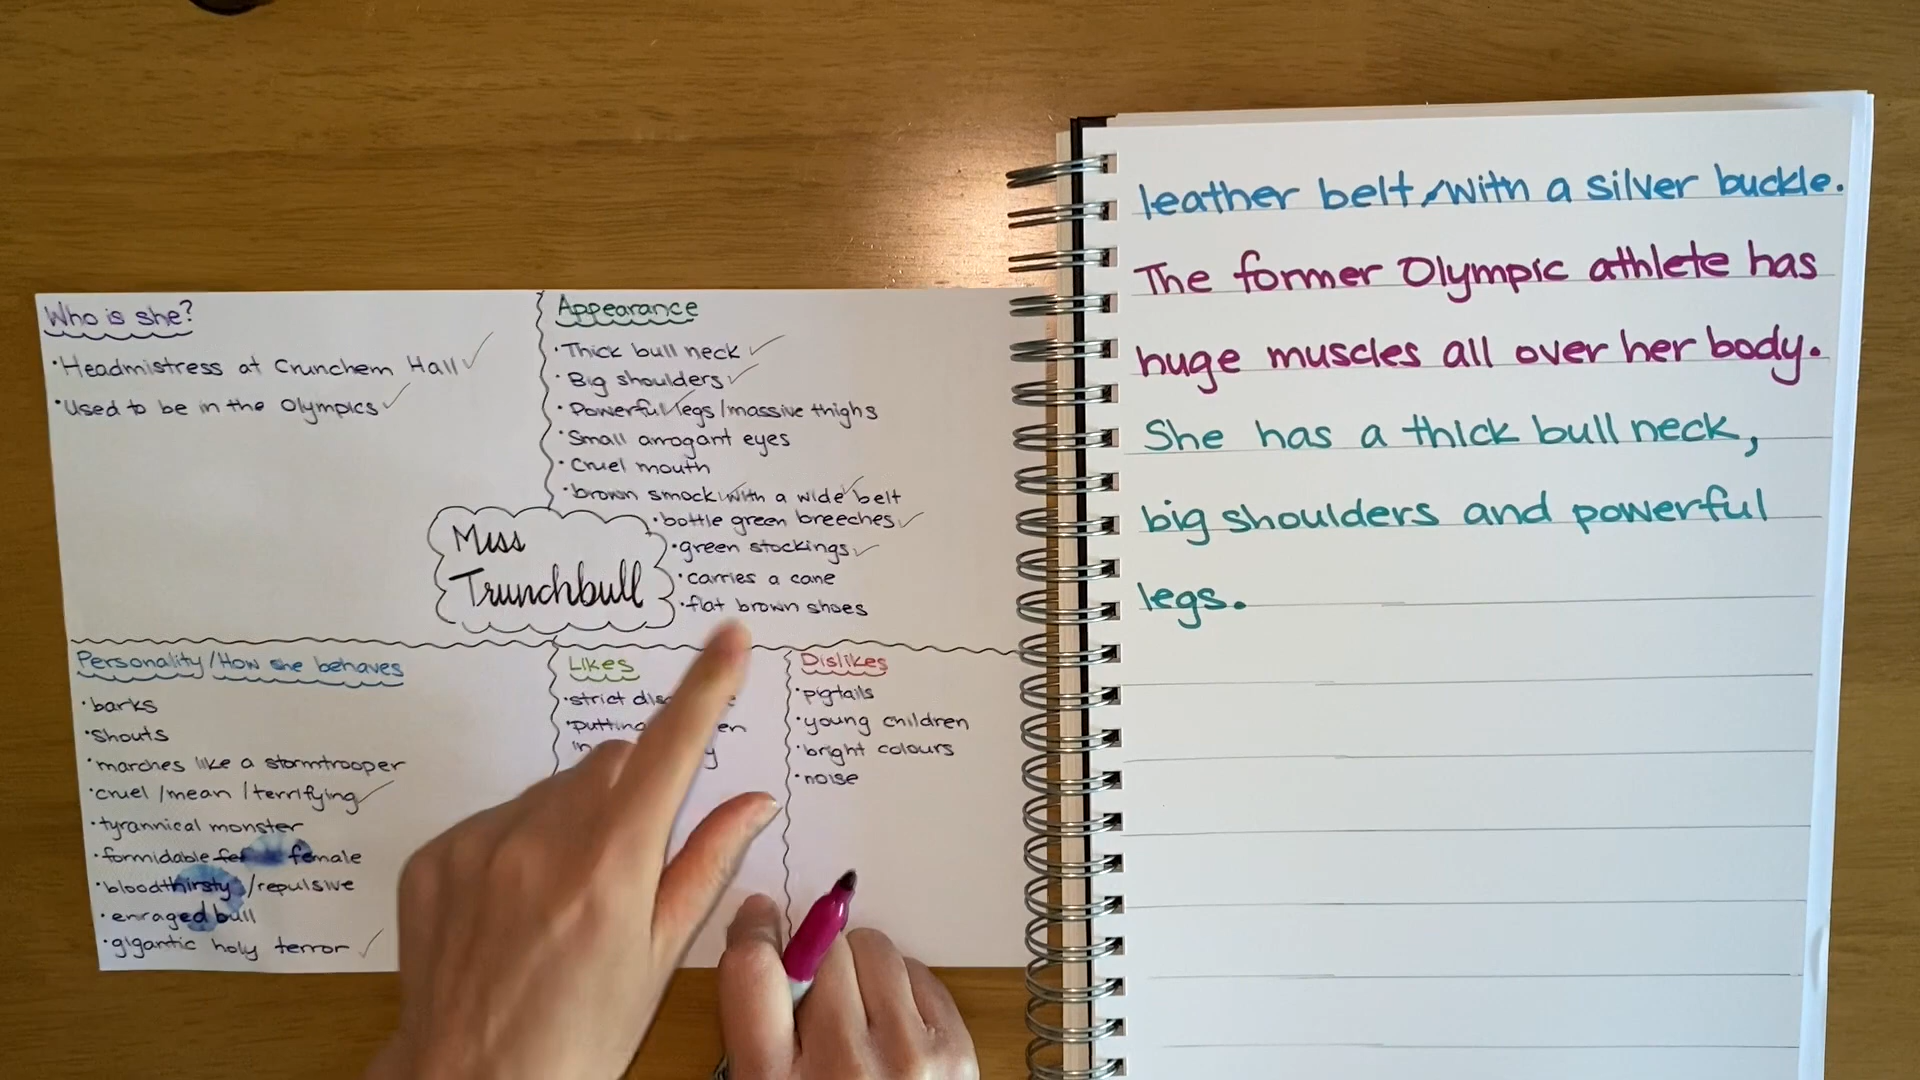 Who is she?
•Headmistress at Crunchem Hall
•Used to be in the Olympics
Appearance
•Thick bull neck
•Big shoulders
•Powerful legs/massive thighs
•Small arrogant eyes
•Cruel mouth
•brown smock with a wide belt
•bottle green breeches
•green stockings
•carries a cane
•flat brown shoes
Miss
Trunchbull
Personality/How she behaves
•barks
•Shouts
•marches like a stormtrooper
•cruel/mean/terrifying
•tyrannical monster
•formidable female
•bloodthirsty/repulsive
•enraged bull
•gigantic holy terror
Likes
•strict
•putting
in
Dislikes
•pigtails
•young children
•bright colours
•noise
leather belt with a silver buckle.
The former Olympic athlete has
huge muscles all over her body.
She has a thick bull neck,
big shoulders and powerful
legs.